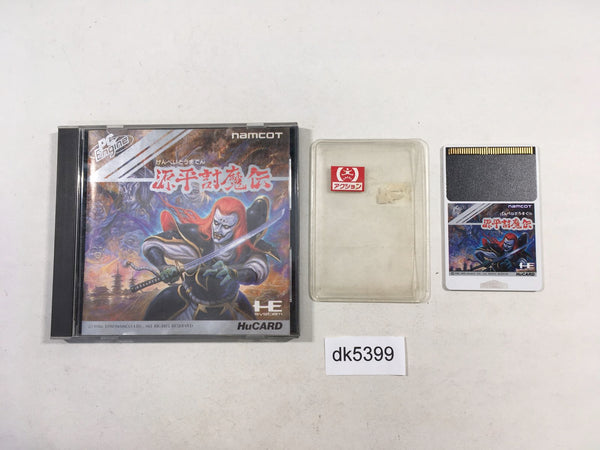 PC Engine
namcot
げんぺいとうまでん
源平討魔伝
HE
SYSTEM
HuCARD
アクション
namcot
げんぺいとうまでん
源平討魔伝
HE
HuCARD
dk5399